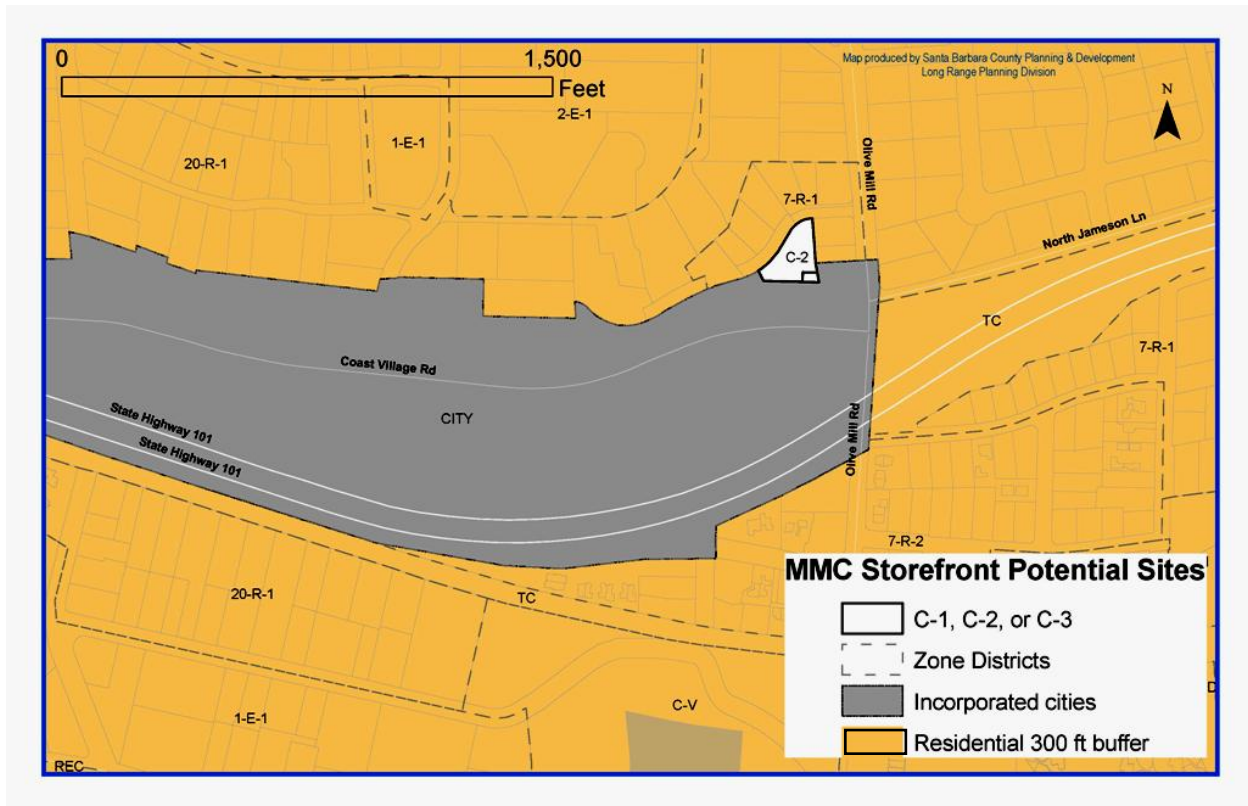 0
1,500
Feet
Map produced by Santa Barbara County Planning & Development
Long Range Planning Division
N
2-E-1
1-E-1
20-R-1
Olive Mill Rd
7-R-1
North Jameson Ln
C-2
TC
7-R-1
Coast Village Rd
CITY
State Highway 101
State Highway 101
Olive Mill Rd
7-R-2
20-R-1
TC
C-V
1-E-1
REC
D
MMC Storefront Potential Sites
C-1, C-2, or C-3
Zone Districts
Incorporated cities
Residential 300 ft buffer